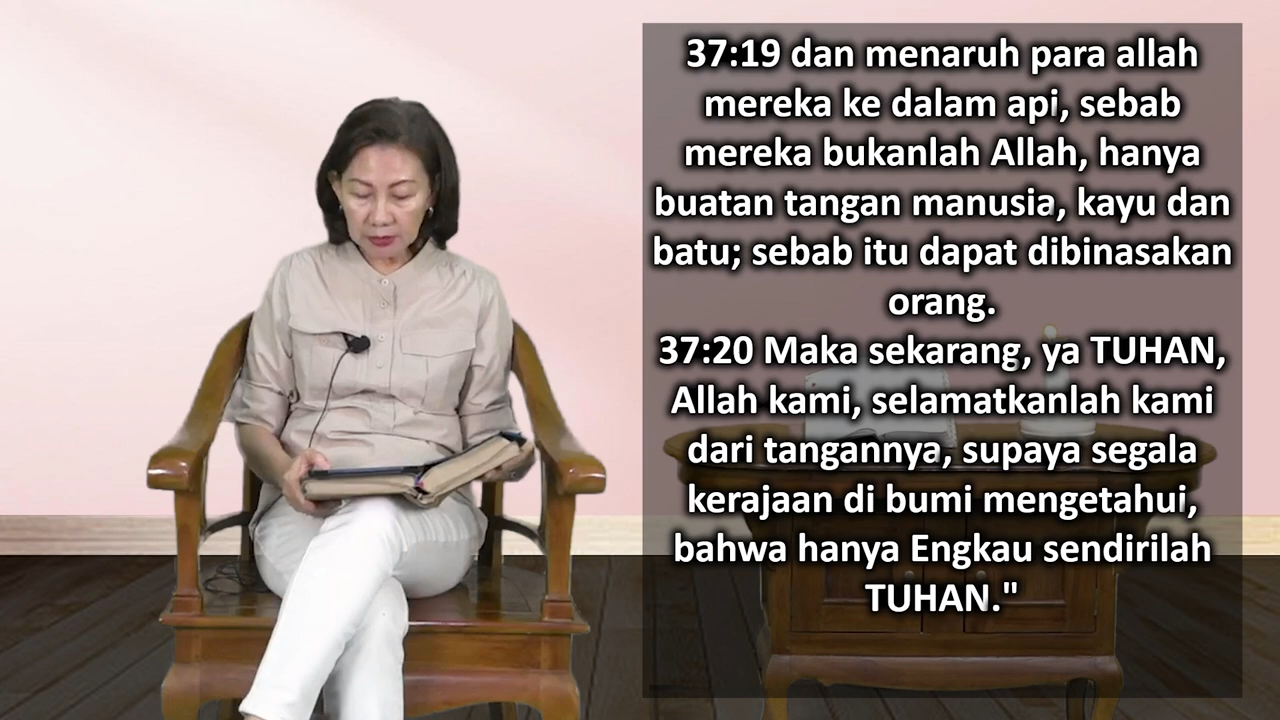 37:19 dan menaruh para allah
mereka ke dalam api, sebab
mereka bukanlah Allah, hanya
buatan tangan manusia, kayu dan
batu; sebab itu dapat dibinasakan
orang.
37:20 Maka sekarang, ya TUHAN,
Allah kami, selamatkanlah kami
dari tangannya, supaya segala
kerajaan di bumi mengetahui,
bahwa hanya Engkau sendirilah
TUHAN."